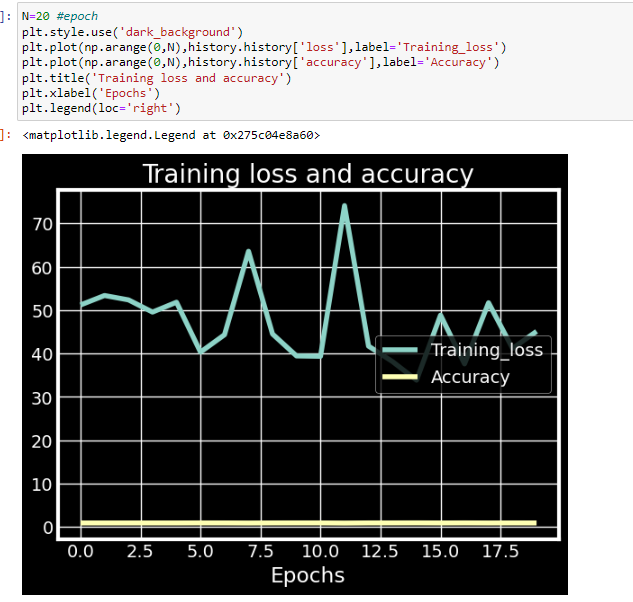 ]: N=20 #epoch
plt.style.use('dark_background')
plt.plot(np.arange(0,N),history.history['loss'],label='Training_loss')
plt.plot(np.arange(0,N),history.history['accuracy'],label='Accuracy')
plt.title('Training loss and accuracy')
plt.xlabel('Epochs')
plt.legend(loc='right')
]: <matplotlib.legend.Legend at 0x275c04e8a60>
Training loss and accuracy
70
60
50
40
30
20
10
0
Training_loss
Accuracy
0.0 2.5 5.0 7.5 10.0 12.5 15.0 17.5
Epochs